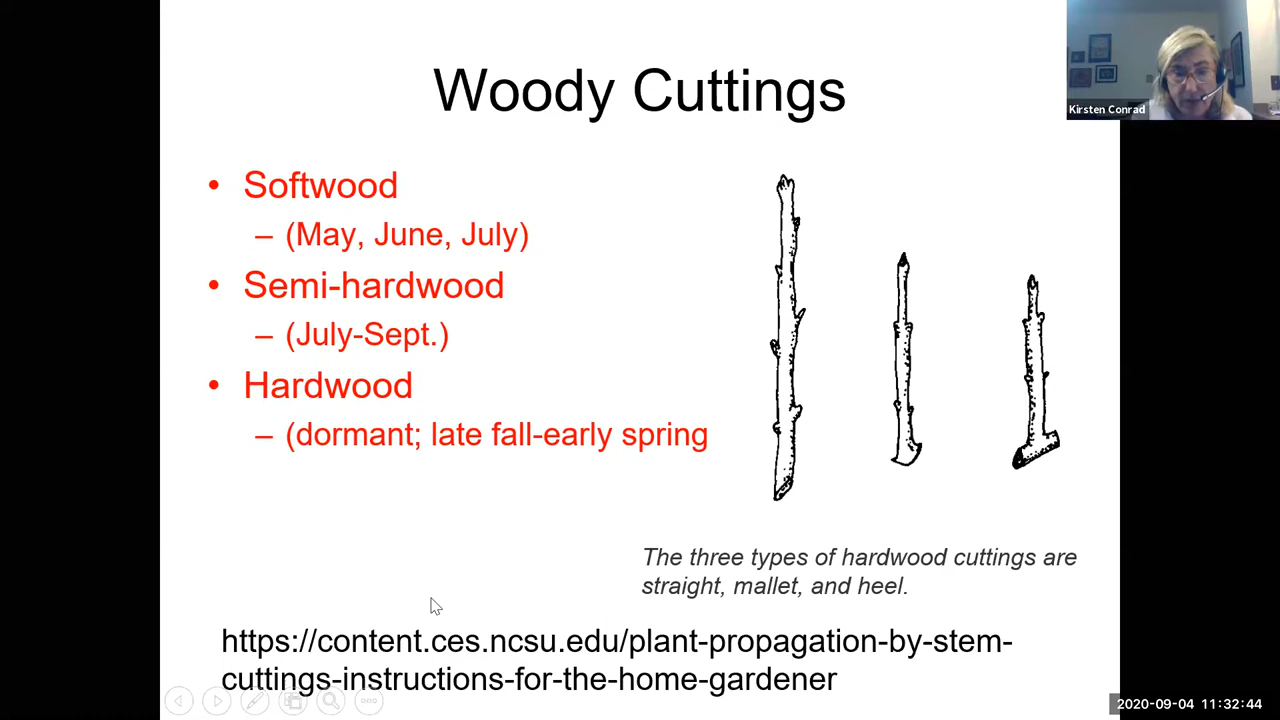 Woody Cuttings
Kirsten Conrad
• Softwood
– (May, June, July)
• Semi-hardwood
– (July-Sept.)
• Hardwood
– (dormant; late fall-early spring
The three types of hardwood cuttings are
straight, mallet, and heel.
https://content.ces.ncsu.edu/plant-propagation-by-stem-
cuttings-instructions-for-the-home-gardener
2020-09-04 11:32:44